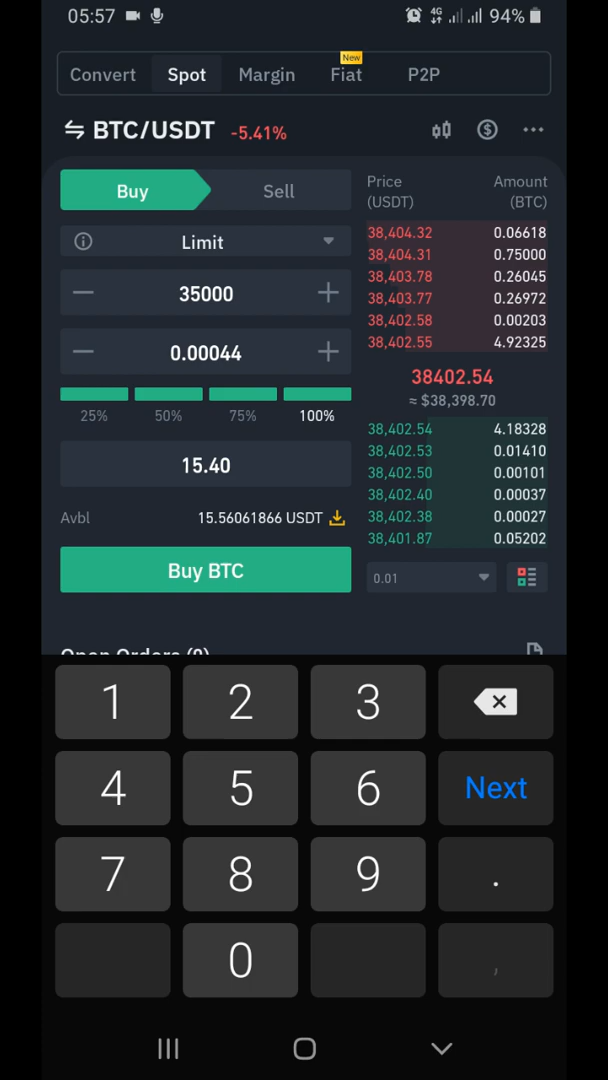 05:57 4G 94%
Convert Spot Margin New Fiat P2P
BTC/USDT -5.41%
Buy Sell
Limit
35000
0.00044
25% 50% 75% 100%
15.40
Avbl 15.56061866 USDT
Buy BTC
Price (USDT) Amount (BTC)
38,404.32 0.06618
38,404.31 0.75000
38,403.78 0.26045
38,403.77 0.26972
38,402.58 0.00203
38,402.55 4.92325
38402.54
≈ $38,398.70
38,402.54 4.18328
38,402.53 0.01410
38,402.50 0.00101
38,402.40 0.00037
38,402.38 0.00027
38,401.87 0.05202
0.01
Open Orders (0)
1 2 3
4 5 6 Next
7 8 9 .
0 ,